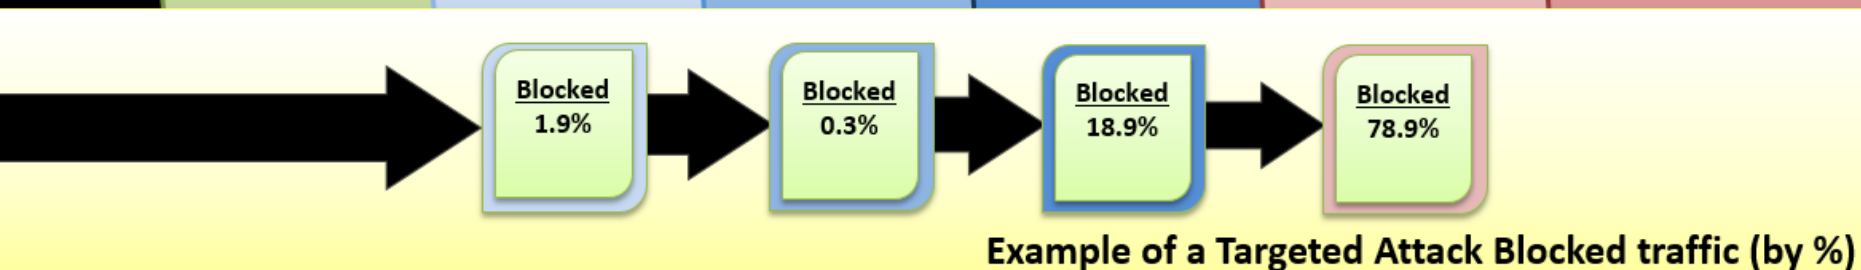 Blocked
1.9%
Blocked
0.3%
Blocked
18.9%
Blocked
78.9%
Example of a Targeted Attack Blocked traffic (by %)